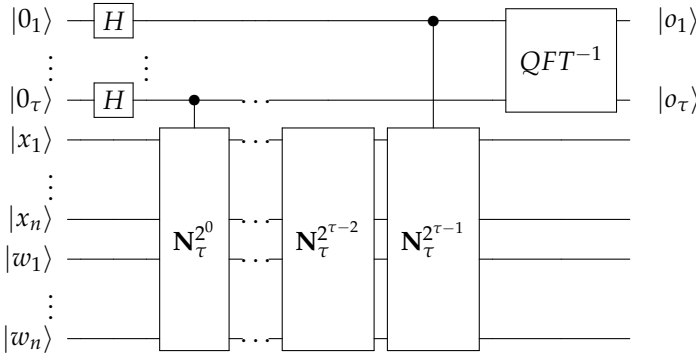 |0₁⟩ H |o₁⟩
⋮ ⋮ QFT⁻¹ ⋮
|0_τ⟩ H ... |o_τ⟩
|x₁⟩
⋮
|x_n⟩ N_τ^{2^0} ... N_τ^{2^{τ−2}} N_τ^{2^{τ−1}}
|w₁⟩ ...
⋮
|w_n⟩ ...